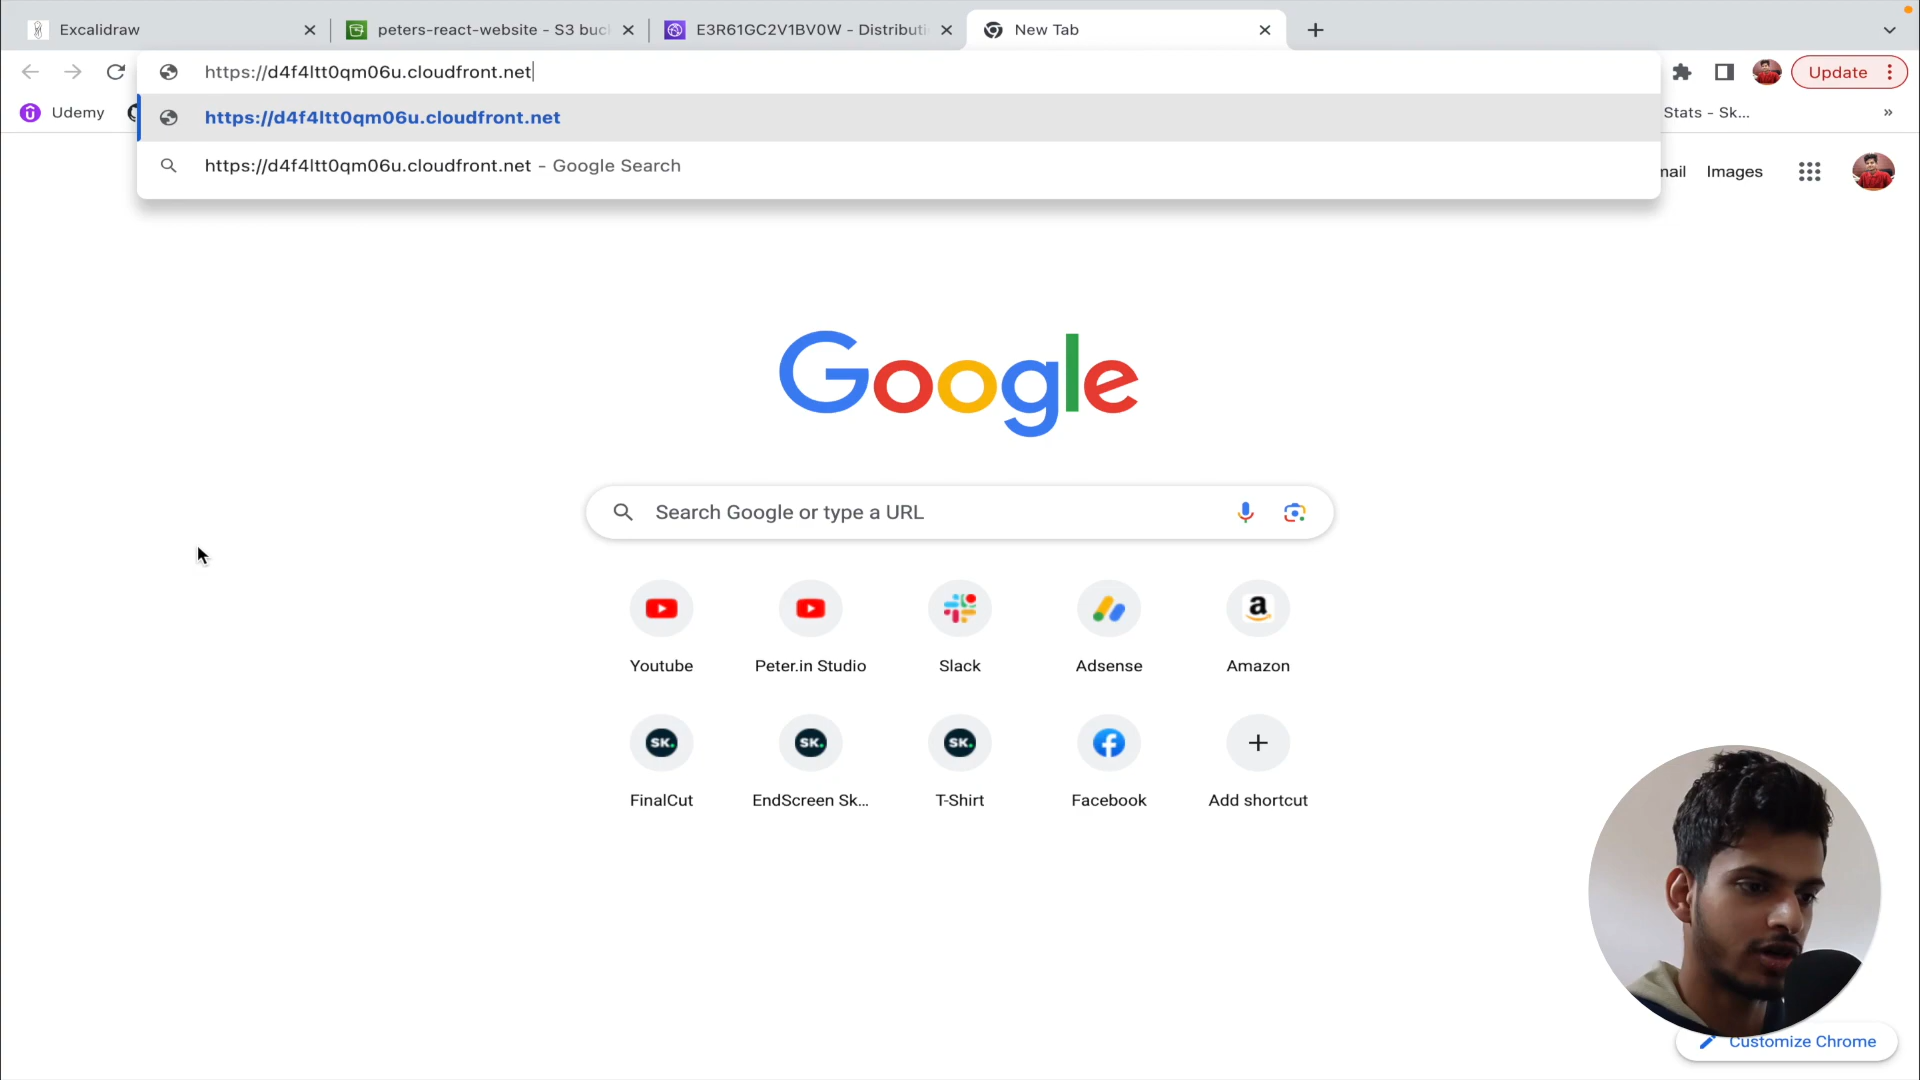 Excalidraw
peters-react-website - S3 buc
E3R61GC2V1BV0W - Distributi
New Tab
https://d4f4ltt0qm06u.cloudfront.net
Update
Udemy
https://d4f4ltt0qm06u.cloudfront.net
Stats - Sk...
»
https://d4f4ltt0qm06u.cloudfront.net - Google Search
mail
Images
Google
Search Google or type a URL
Youtube
Peter.in Studio
Slack
Adsense
Amazon
SK.
SK.
SK.
FinalCut
EndScreen Sk...
T-Shirt
Facebook
Add shortcut
Customize Chrome